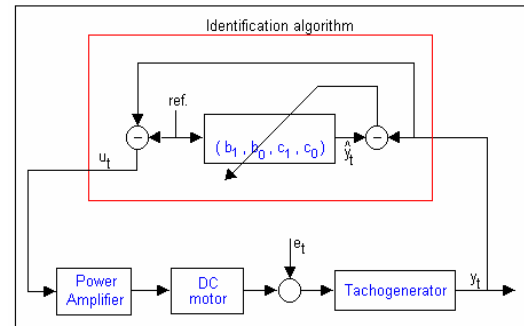 Identification algorithm
ref.
−
( b1 , b0 , c1 , c0 )
ŷt
−
ut
et
Power
Amplifier
DC
motor
Tachogenerator
yt